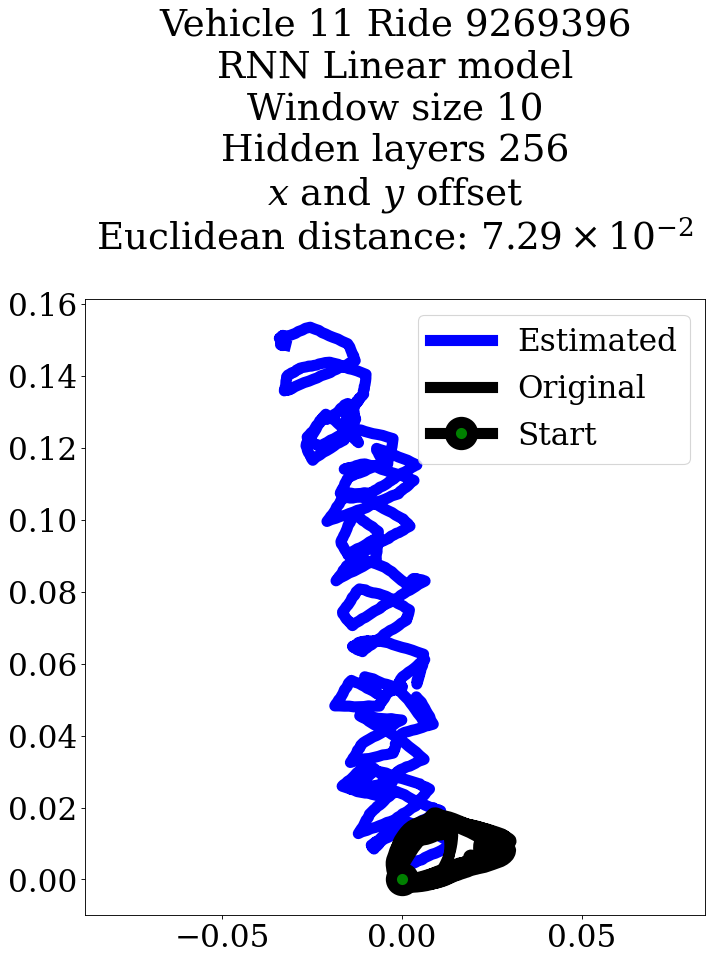 Vehicle 11 Ride 9269396
RNN Linear model
Window size 10
Hidden layers 256
x and y offset
Euclidean distance: 7.29 × 10⁻²
0.16
0.14
0.12
0.10
0.08
0.06
0.04
0.02
0.00
Estimated
Original
Start
−0.05 0.00 0.05